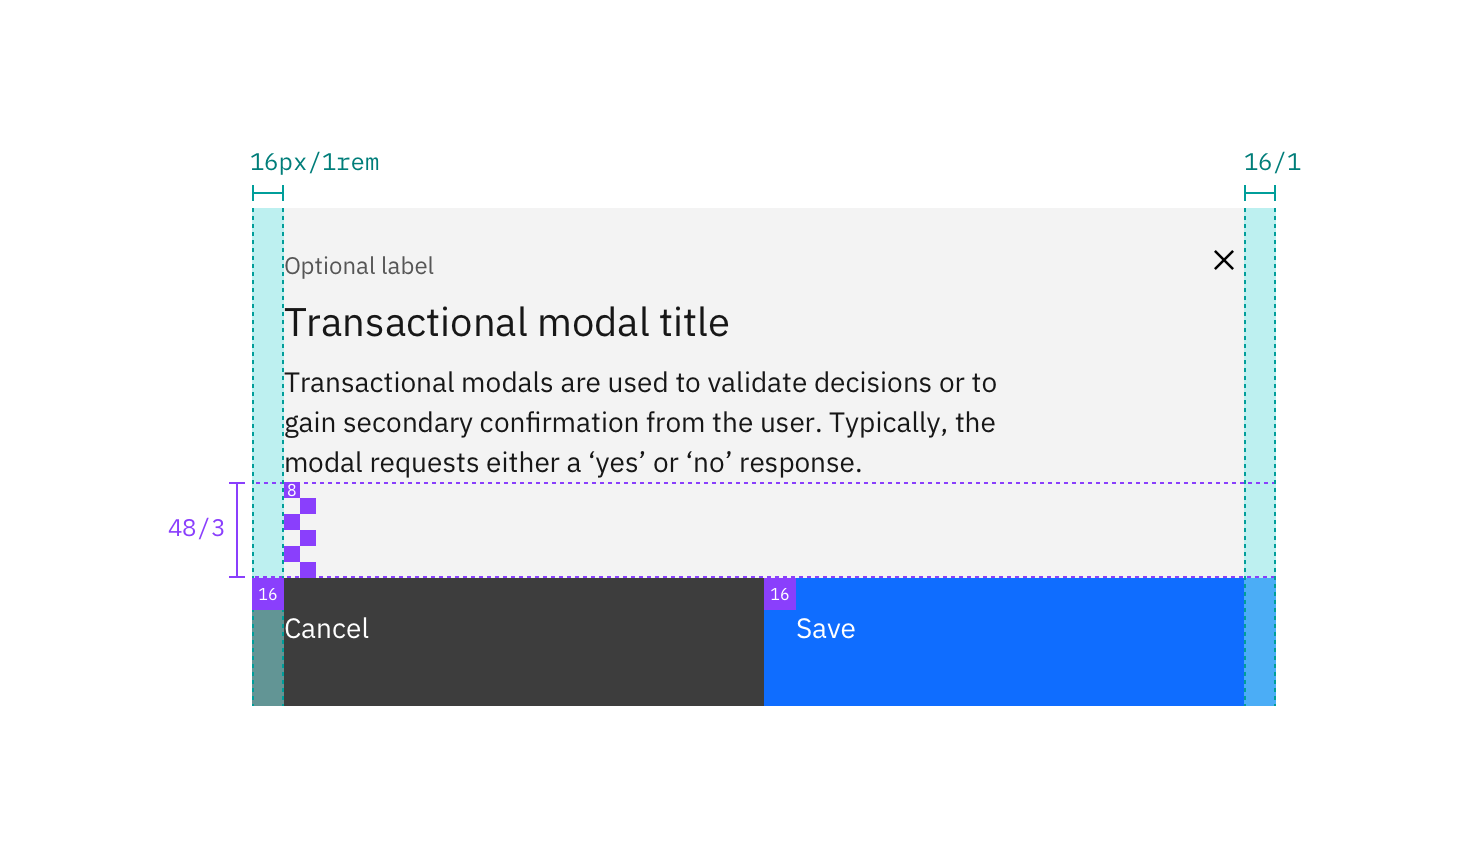 16px/1rem
16/1
Optional label
Transactional modal title
Transactional modals are used to validate decisions or to
gain secondary confirmation from the user. Typically, the
modal requests either a ‘yes’ or ‘no’ response.
8
48/3
16
16
Cancel
Save